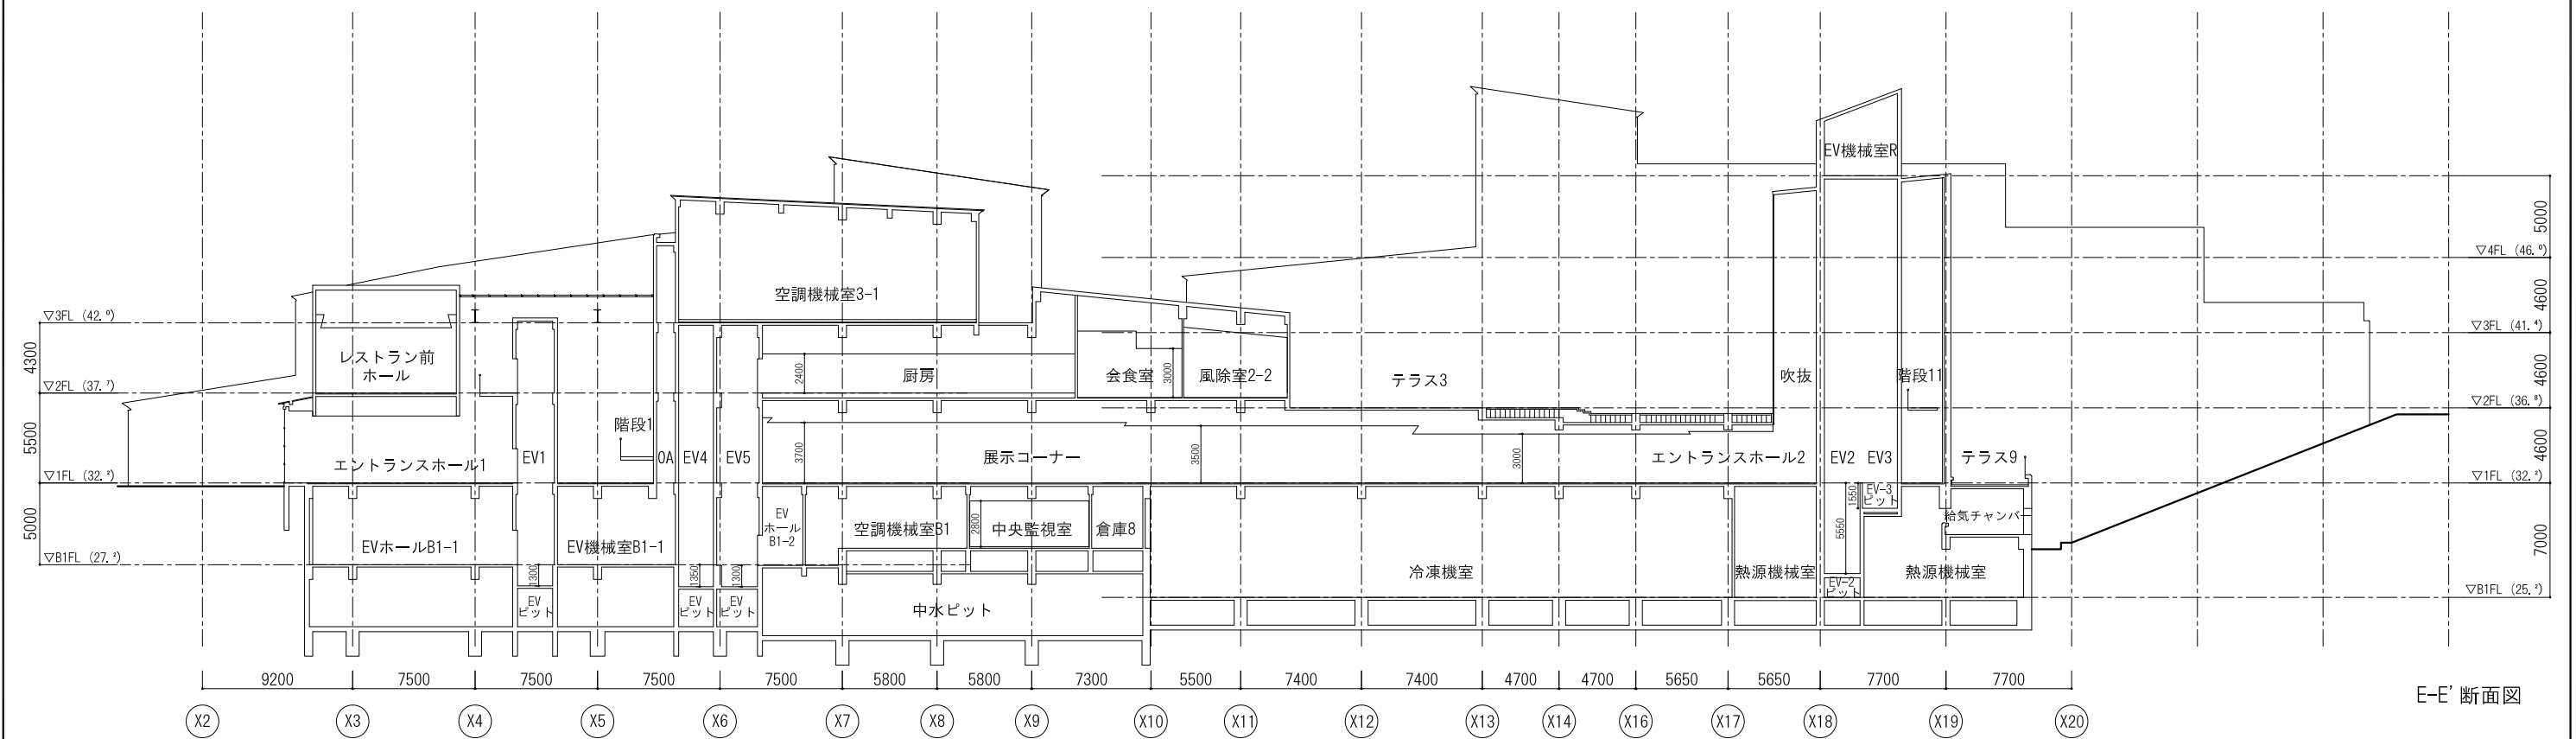 EV機械室R
5000
▽4FL (46.⁰)
空調機械室3-1
4600
▽3FL (42.⁰)
▽3FL (41.⁴)
4300
レストラン前
ホール
2400
厨房
会食室
3000
風除室2-2
テラス3
吹抜
階段11
4600
▽2FL (37.⁷)
▽2FL (36.⁸)
5500
階段1
エントランスホール1
EV1
OA
EV4
EV5
3700
展示コーナー
3500
3000
エントランスホール2
EV2
EV3
テラス9
4600
▽1FL (32.²)
▽1FL (32.²)
5000
EVホールB1-1
EV機械室B1-1
EV
ホール
B1-2
空調機械室B1
2800
中央監視室
倉庫8
5550
1550
EV-3
ピット
給気チャンバー
7000
▽B1FL (27.²)
1300
1350
1300
冷凍機室
熱源機械室
EV-2
ピット
熱源機械室
▽B1FL (25.²)
EV
ピット
EV
ピット
EV
ピット
中水ピット
9200 7500 7500 7500 7500 5800 5800 7300 5500 7400 7400 4700 4700 5650 5650 7700 7700
E-E' 断面図
X2 X3 X4 X5 X6 X7 X8 X9 X10 X11 X12 X13 X14 X16 X17 X18 X19 X20